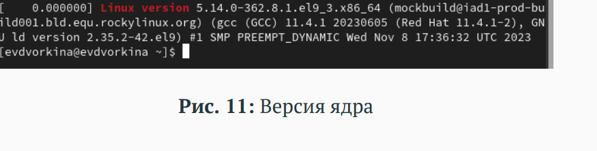 [    0.000000] Linux version 5.14.0-362.8.1.el9_3.x86_64 (mockbuild@iad1-prod-bu
ild001.bld.equ.rockylinux.org) (gcc (GCC) 11.4.1 20230605 (Red Hat 11.4.1-2), GN
U ld version 2.35.2-42.el9) #1 SMP PREEMPT_DYNAMIC Wed Nov 8 17:36:32 UTC 2023
[evdvorkina@evdvorkina ~]$
Рис. 11: Версия ядра